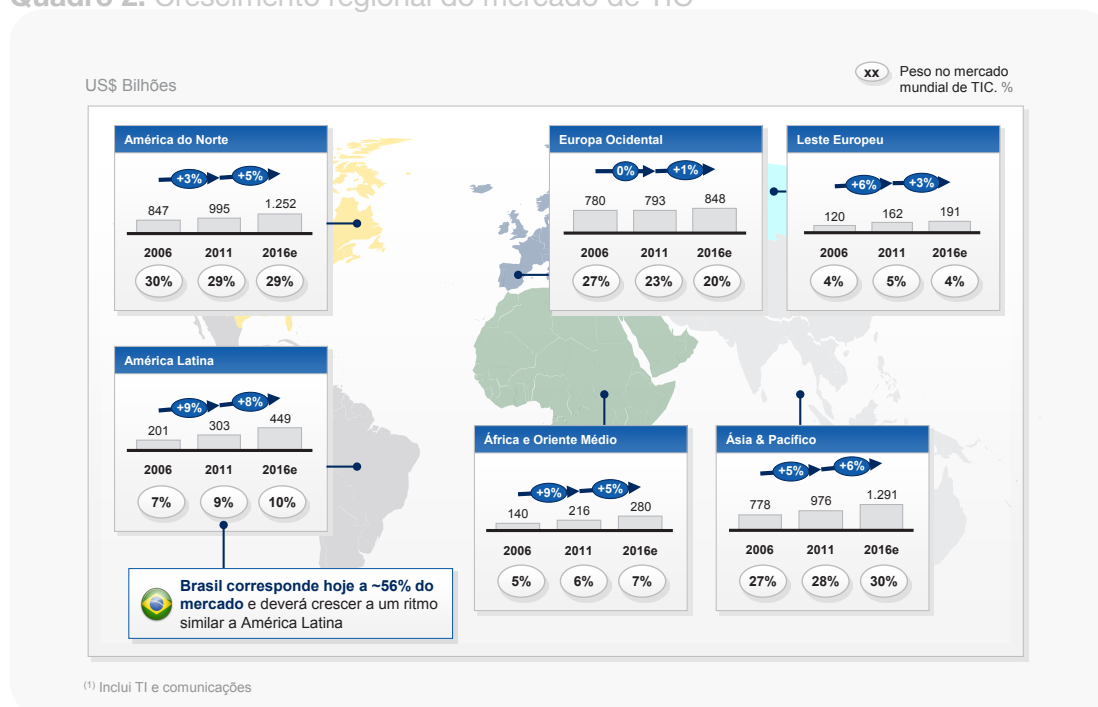 Quadro 2. Crescimento regional do mercado de TIC
US$ Bilhões
xx
Peso no mercado
mundial de TIC. %
América do Norte
+3% +5%
847 995 1.252
2006 2011 2016e
30% 29% 29%
Europa Ocidental
0% +1%
780 793 848
2006 2011 2016e
27% 23% 20%
Leste Europeu
+6% +3%
120 162 191
2006 2011 2016e
4% 5% 4%
América Latina
+9% +8%
201 303 449
2006 2011 2016e
7% 9% 10%
África e Oriente Médio
+9% +5%
140 216 280
2006 2011 2016e
5% 6% 7%
Ásia & Pacífico
+5% +6%
778 976 1.291
2006 2011 2016e
27% 28% 30%
Brasil corresponde hoje a ~56% do
mercado e deverá crescer a um ritmo
similar a América Latina
(1) Inclui TI e comunicações